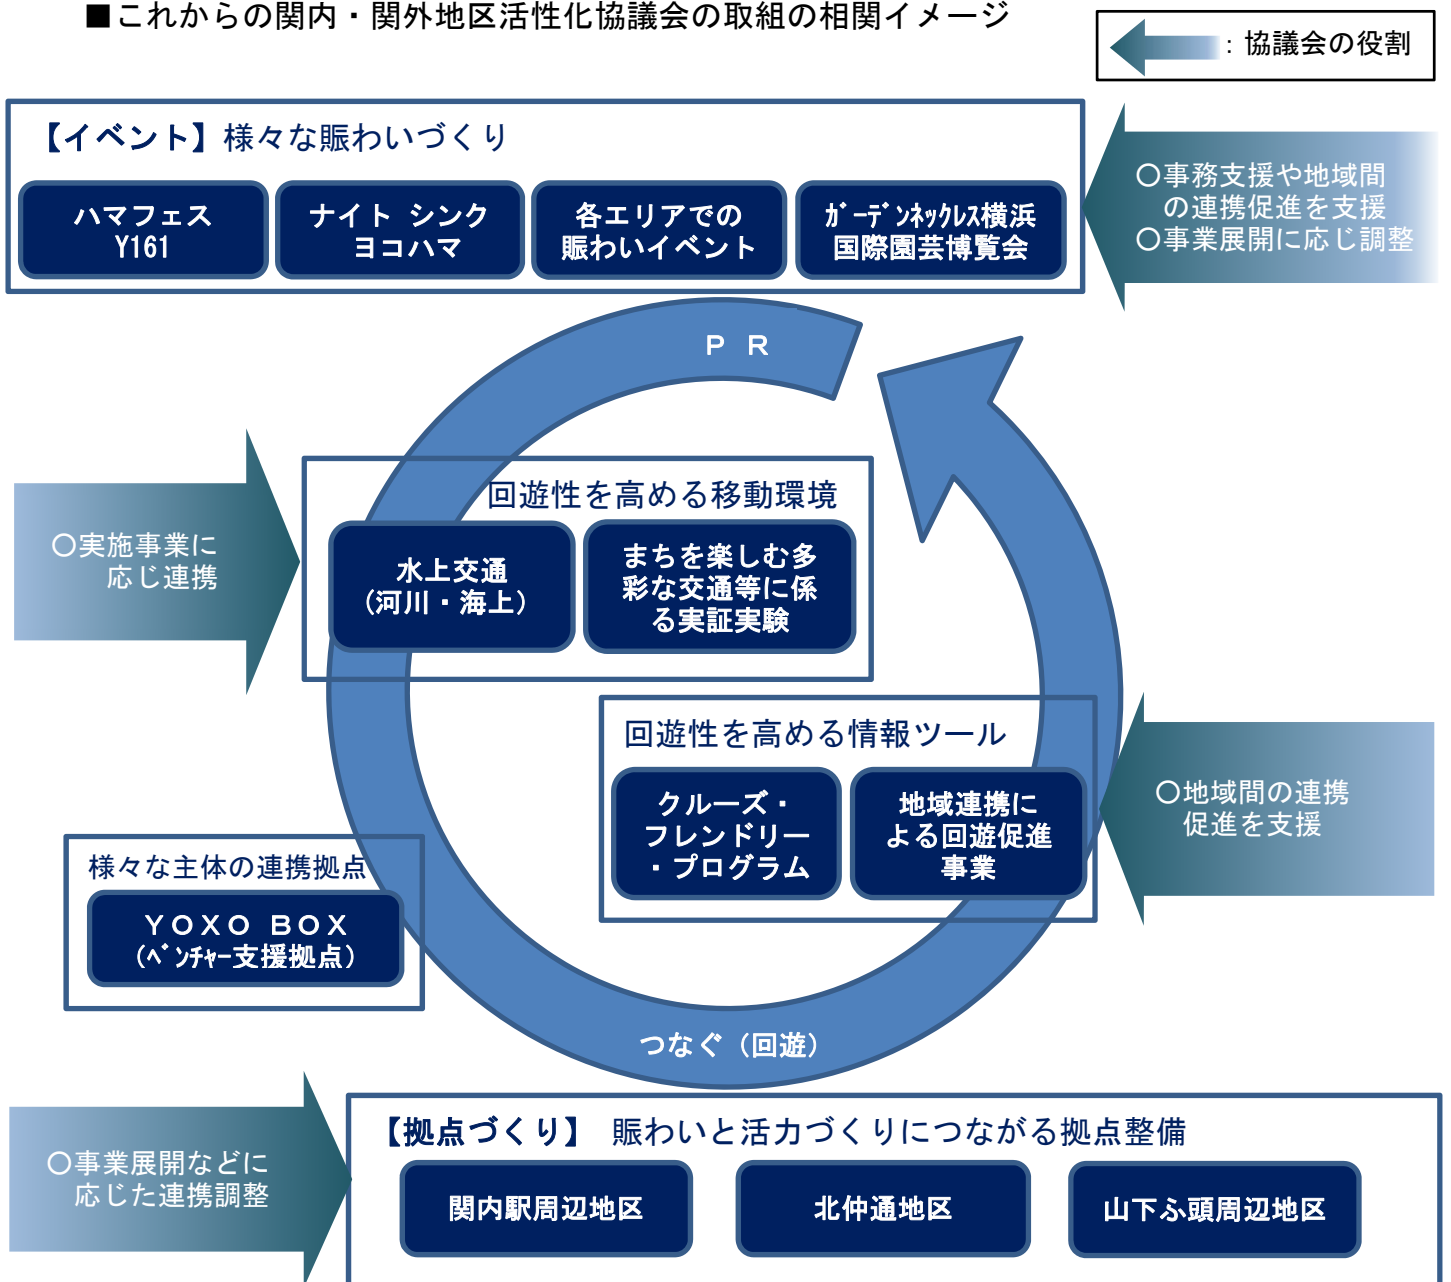 ■これからの関内・関外地区活性化協議会の取組の相関イメージ
：協議会の役割
【イベント】様々な賑わいづくり
ハマフェス
Y161
ナイト シンク
ヨコハマ
各エリアでの
賑わいイベント
ｶﾞｰﾃﾞﾝﾈｯｸﾚｽ横浜
国際園芸博覧会
○事務支援や地域間
の連携促進を支援
○事業展開に応じ調整
ＰＲ
○実施事業に
応じ連携
回遊性を高める移動環境
水上交通
（河川・海上）
まちを楽しむ多
彩な交通等に係
る実証実験
回遊性を高める情報ツール
クルーズ・
フレンドリー
・プログラム
地域連携に
よる回遊促進
事業
○地域間の連携
促進を支援
様々な主体の連携拠点
ＹＯＸＯ ＢＯＸ
（ﾍﾞﾝﾁｬｰ支援拠点）
つなぐ（回遊）
○事業展開などに
応じた連携調整
【拠点づくり】 賑わいと活力づくりにつながる拠点整備
関内駅周辺地区
北仲通地区
山下ふ頭周辺地区